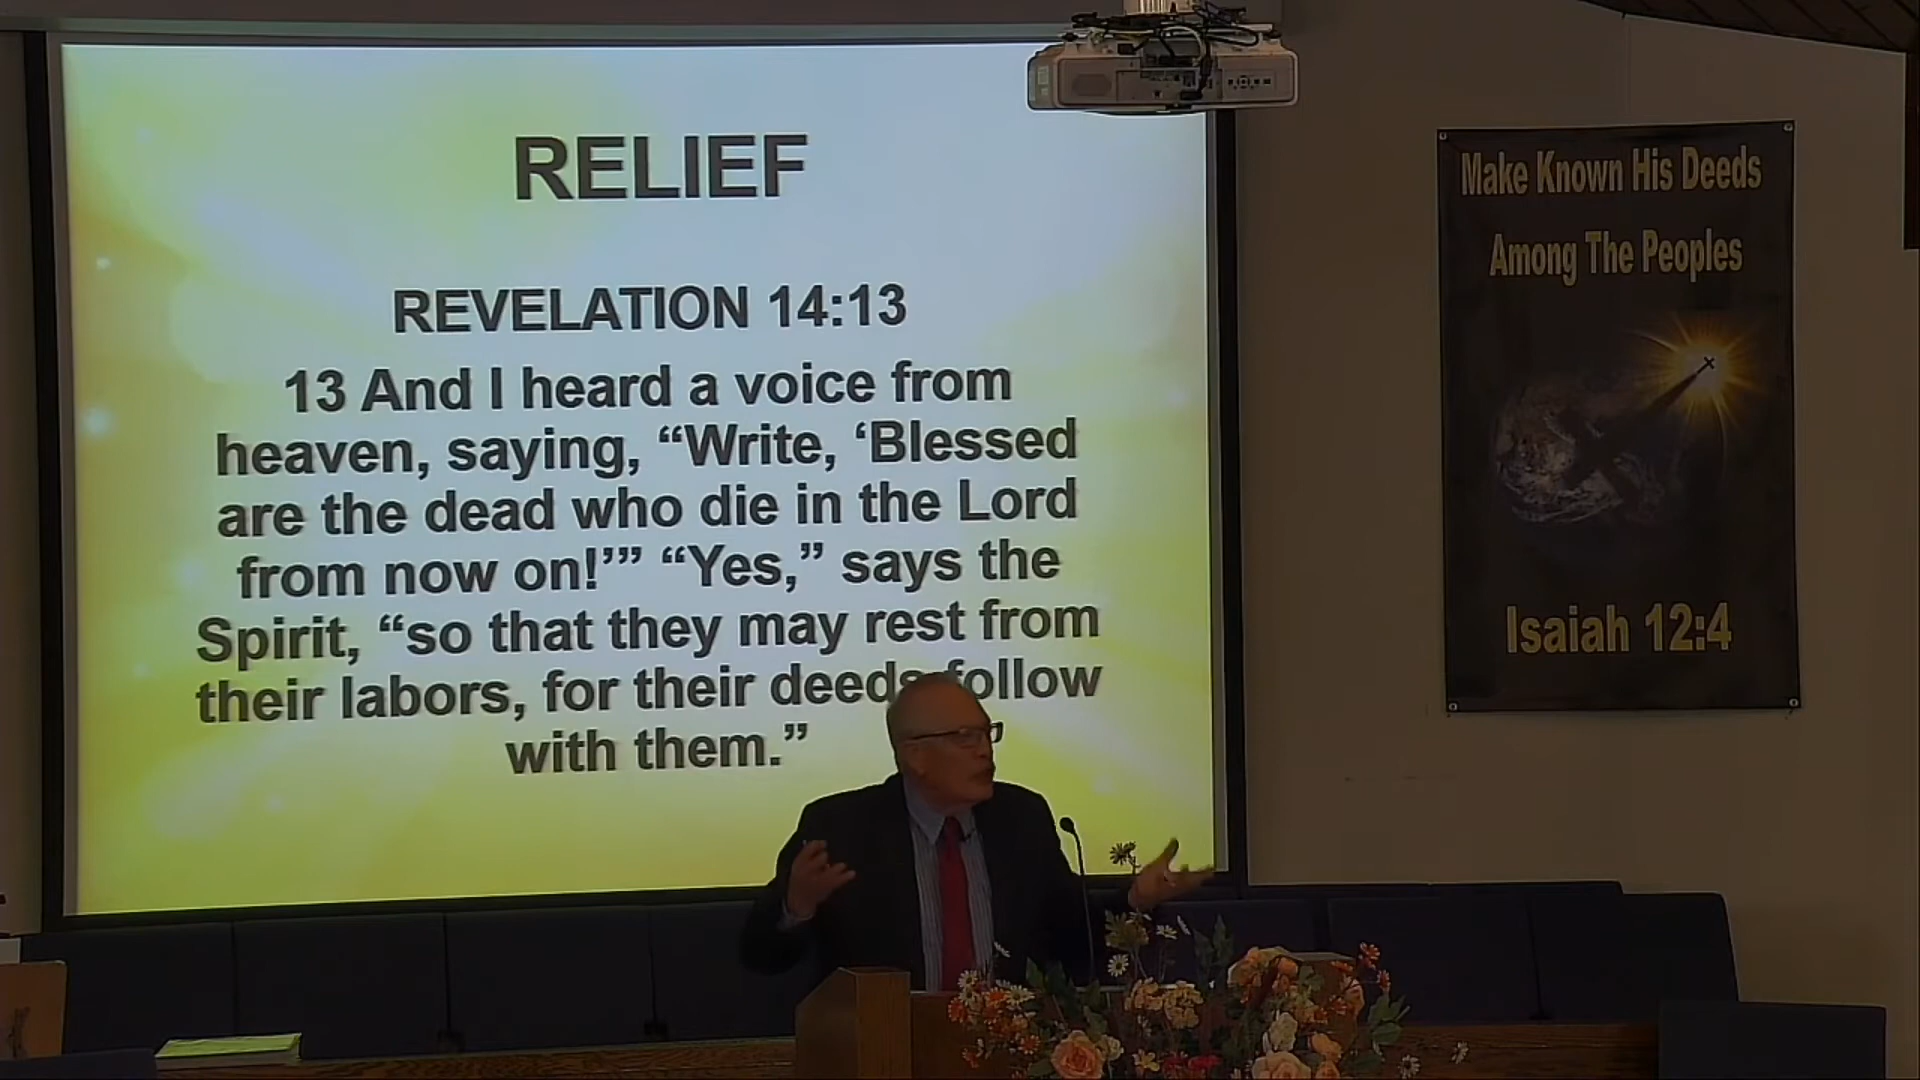 RELIEF
REVELATION 14:13
13 And I heard a voice from
heaven, saying, “Write, ‘Blessed
are the dead who die in the Lord
from now on!’” “Yes,” says the
Spirit, “so that they may rest from
their labors, for their deeds follow
with them.”
Make Known His Deeds
Among The Peoples
Isaiah 12:4